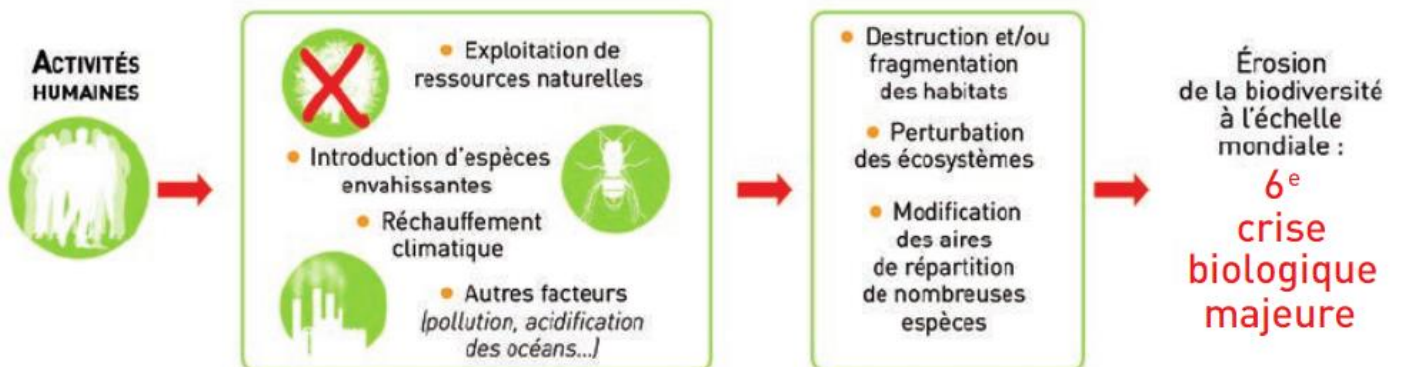 ACTIVITÉS
HUMAINES
• Exploitation de
ressources naturelles
• Introduction d'espèces
envahissantes
• Réchauffement
climatique
• Autres facteurs
(pollution, acidification
des océans...)
• Destruction et/ou
fragmentation
des habitats
• Perturbation
des écosystèmes
• Modification
des aires
de répartition
de nombreuses
espèces
Érosion
de la biodiversité
à l'échelle
mondiale :
6e
crise
biologique
majeure